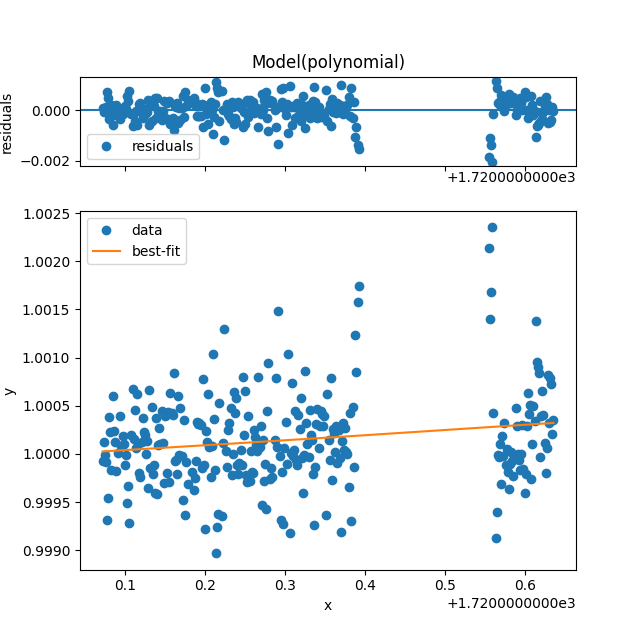 Model(polynomial)
residuals
0.000
−0.002
residuals
+1.7200000000e3
1.0025
1.0020
1.0015
1.0010
1.0005
1.0000
0.9995
0.9990
y
data
best-fit
0.1 0.2 0.3 0.4 0.5 0.6
x
+1.7200000000e3